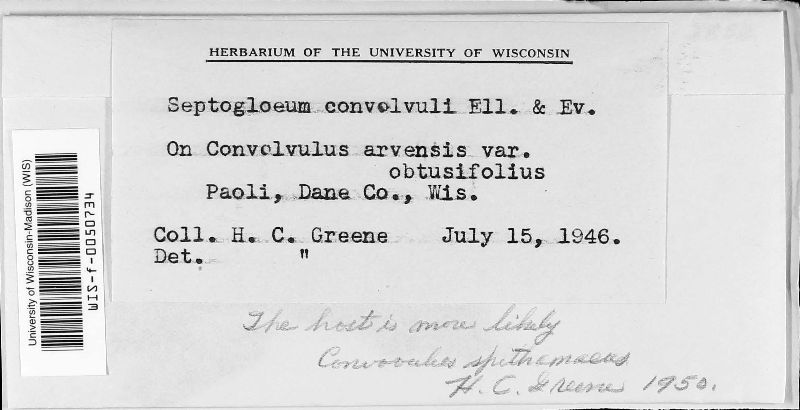 HERBARIUM OF THE UNIVERSITY OF WISCONSIN
Septogloeum convolvuli Ell. & Ev.
On Convolvulus arvensis var.
obtusifolius
Paoli, Dane Co., Wis.
Coll. H. C. Greene July 15, 1946.
Det. "
University of Wisconsin-Madison (WIS)
WIS-f-0050734
The host is more likely
spithamaeus
H. C. Greene 1950.